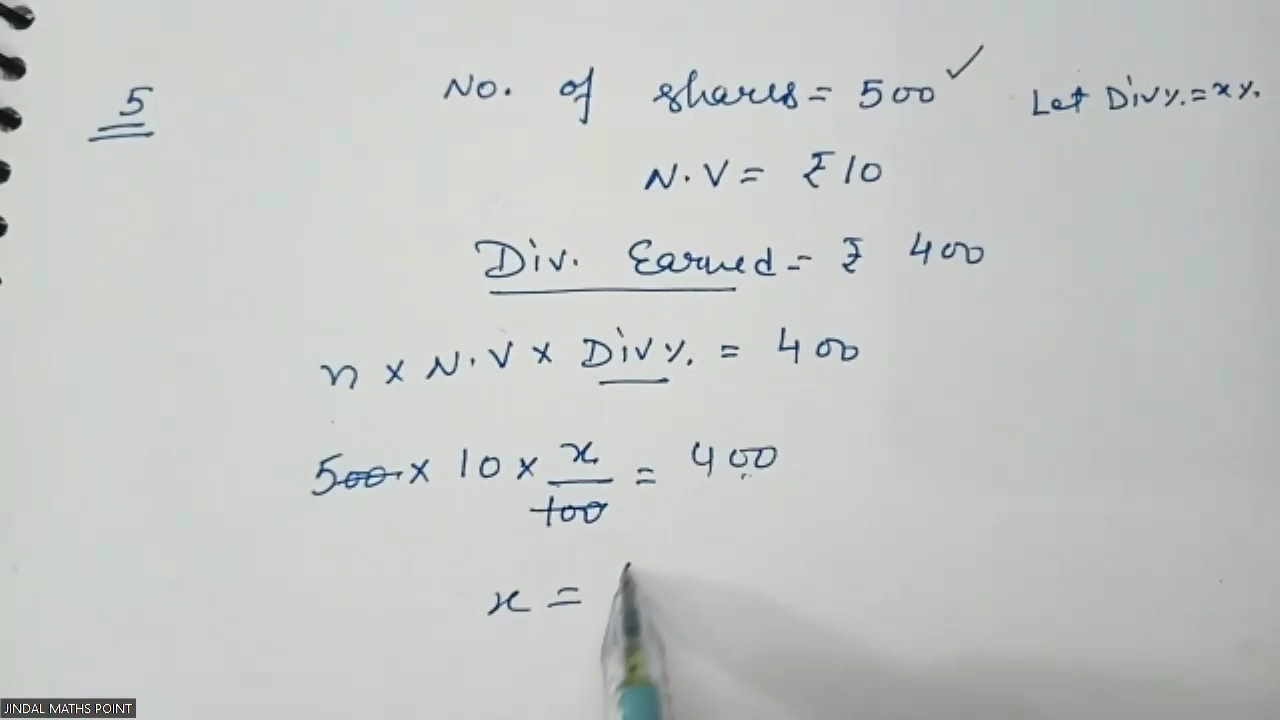 5
No. of shares = 500 ✓ Let Div%. = x%.
N.V = ₹10
Div. Earned = ₹ 400
n × N.V × Div%. = 400
500 × 10 × x/100 = 400
x =
JINDAL MATHS POINT